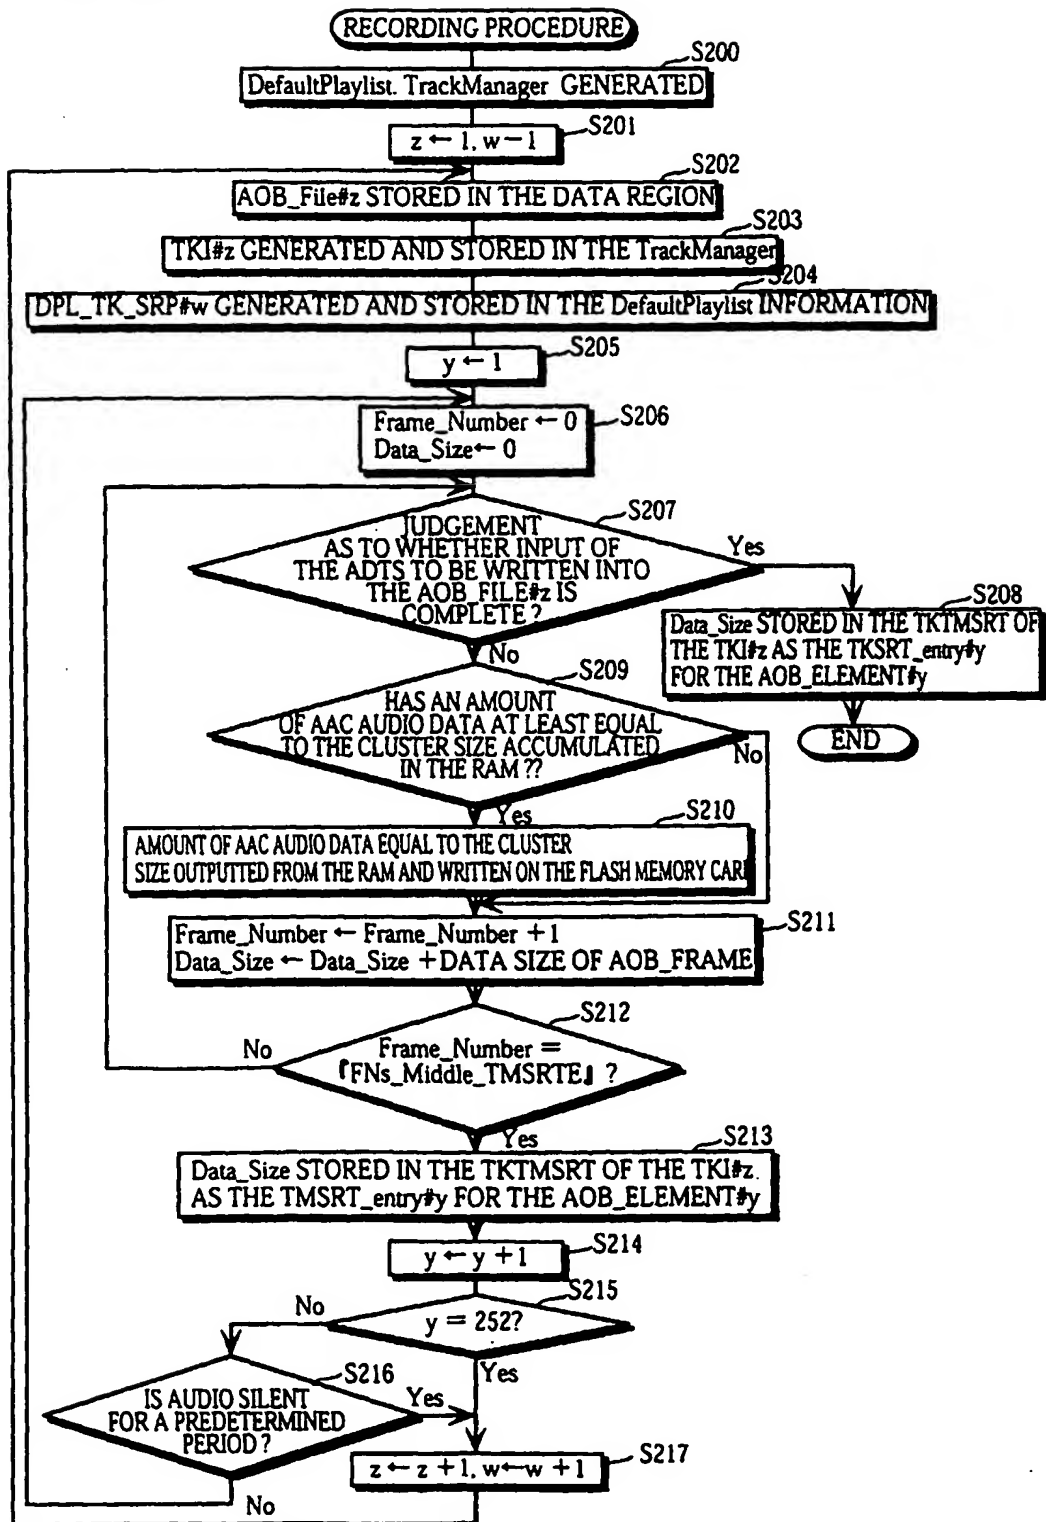 RECORDING PROCEDURE
S200
DefaultPlaylist. TrackManager GENERATED
S201
z ← 1, w − 1
S202
AOB_File#z STORED IN THE DATA REGION
S203
TKI#z GENERATED AND STORED IN THE TrackManager
S204
DPL_TK_SRP#w GENERATED AND STORED IN THE DefaultPlaylist INFORMATION
S205
y ← 1
S206
Frame_Number ← 0
Data_Size ← 0
S207
JUDGEMENT
AS TO WHETHER INPUT OF
THE ADTS TO BE WRITTEN INTO
THE AOB_FILE#z IS
COMPLETE ?
Yes
No
S208
Data_Size STORED IN THE TKTMSRT OF
THE TKI#z AS THE TKSRT_entry#y
FOR THE AOB_ELEMENT#y
END
S209
HAS AN AMOUNT
OF AAC AUDIO DATA AT LEAST EQUAL
TO THE CLUSTER SIZE ACCUMULATED
IN THE RAM ??
No
Yes
S210
AMOUNT OF AAC AUDIO DATA EQUAL TO THE CLUSTER
SIZE OUTPUTTED FROM THE RAM AND WRITTEN ON THE FLASH MEMORY CAR
S211
Frame_Number ← Frame_Number +1
Data_Size ← Data_Size +DATA SIZE OF AOB_FRAME
S212
Frame_Number =
『FNs_Middle_TMSRTE』 ?
No
Yes
S213
Data_Size STORED IN THE TKTMSRT OF THE TKI#z.
AS THE TMSRT_entry#y FOR THE AOB_ELEMENT#y
S214
y ← y +1
S215
y = 252?
No
Yes
S216
IS AUDIO SILENT
FOR A PREDETERMINED
PERIOD ?
Yes
No
S217
z ← z +1, w←w +1